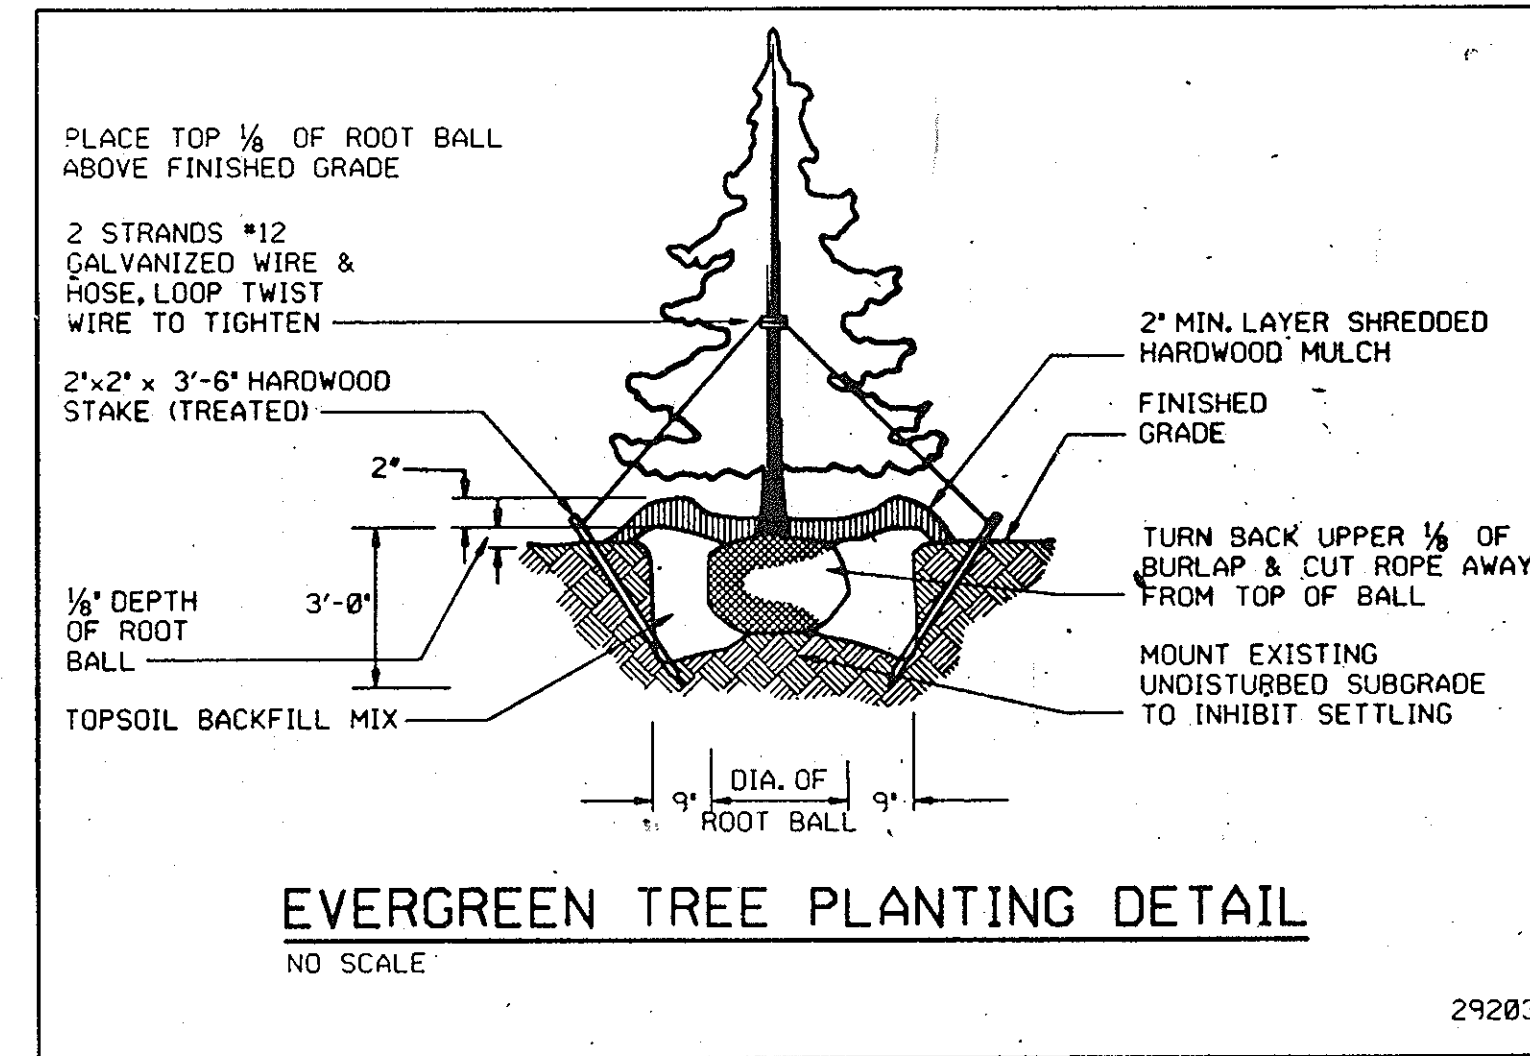 PLACE TOP ⅛ OF ROOT BALL
ABOVE FINISHED GRADE
2 STRANDS #12
GALVANIZED WIRE &
HOSE, LOOP TWIST
WIRE TO TIGHTEN
2"x2" x 3'-6" HARDWOOD
STAKE (TREATED)
2"
⅛" DEPTH
OF ROOT
BALL
3'-0"
TOPSOIL BACKFILL MIX
2" MIN. LAYER SHREDDED
HARDWOOD MULCH
FINISHED
GRADE
TURN BACK UPPER ⅛ OF
BURLAP & CUT ROPE AWAY
FROM TOP OF BALL
MOUNT EXISTING
UNDISTURBED SUBGRADE
TO INHIBIT SETTLING
9" DIA. OF 9"
ROOT BALL
EVERGREEN TREE PLANTING DETAIL
NO SCALE
29203